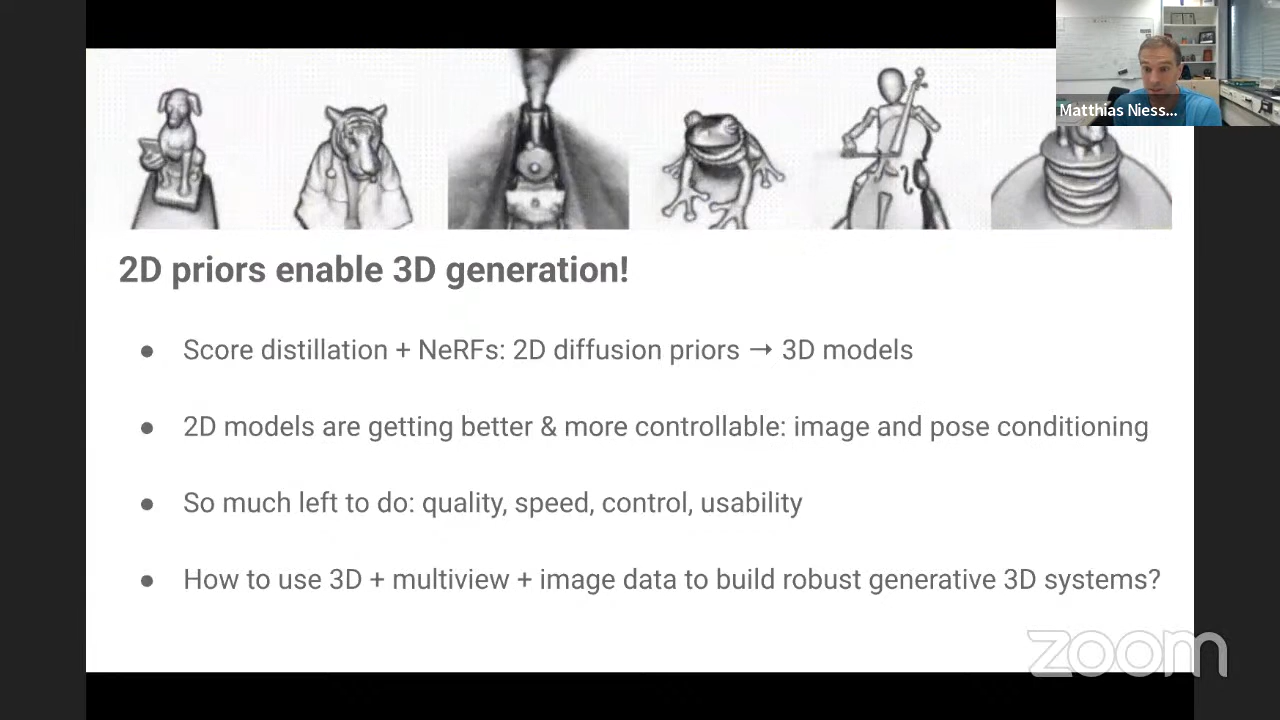 Matthias Niess...
2D priors enable 3D generation!
● Score distillation + NeRFs: 2D diffusion priors → 3D models
● 2D models are getting better & more controllable: image and pose conditioning
● So much left to do: quality, speed, control, usability
● How to use 3D + multiview + image data to build robust generative 3D systems?
zoom